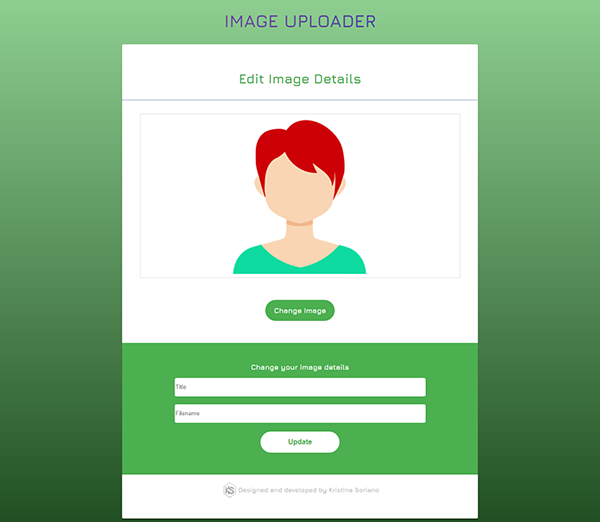 IMAGE UPLOADER
Edit Image Details
Change Image
Change your image details
Title
Filename
Update
KS Designed and developed by Kristina Soriano